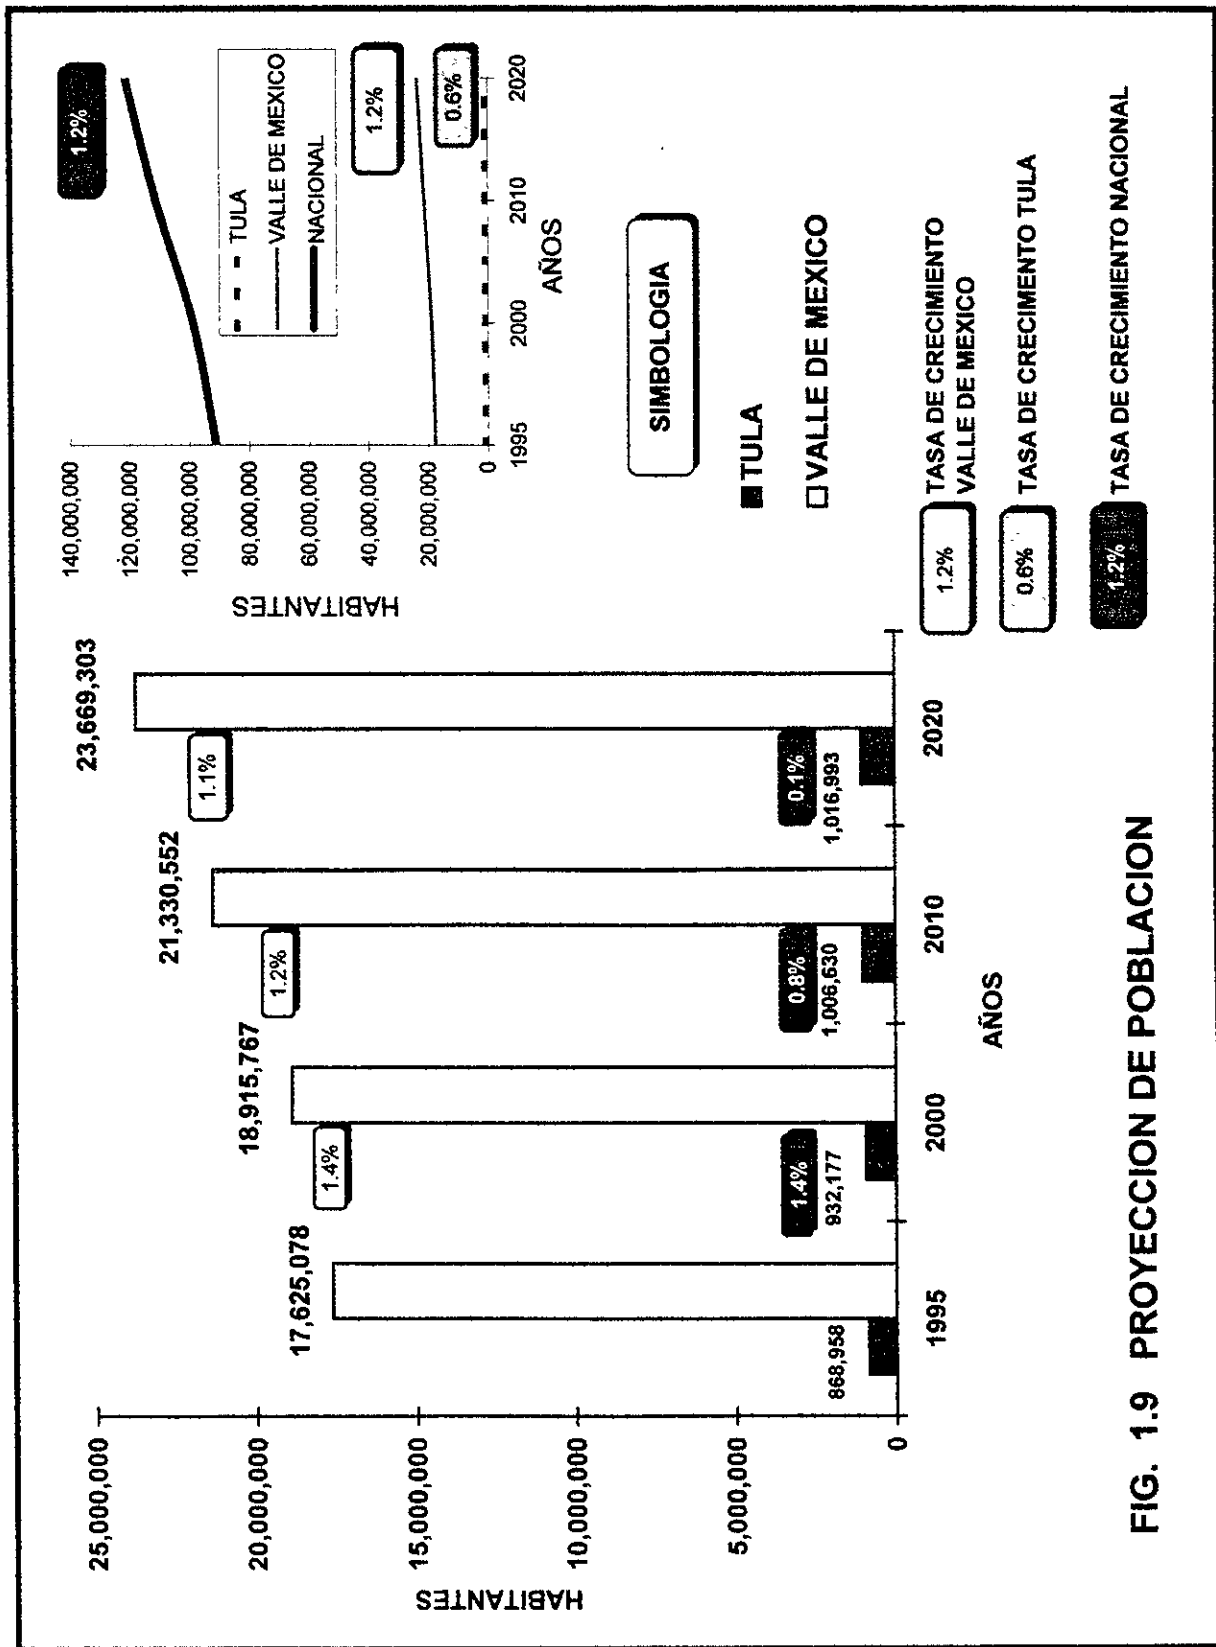 25,000,000
20,000,000
15,000,000
10,000,000
5,000,000
0
HABITANTES
17,625,078
868,958
1995
18,915,767
1.4%
1.4%
932,177
2000
21,330,552
1.2%
0.8%
1,006,630
2010
23,669,303
1.1%
0.1%
1,016,993
2020
AÑOS
140,000,000
120,000,000
100,000,000
80,000,000
60,000,000
40,000,000
20,000,000
0
HABITANTES
1.2%
TULA
VALLE DE MEXICO
NACIONAL
1.2%
0.6%
1995
2000
2010
2020
AÑOS
SIMBOLOGIA
TULA
VALLE DE MEXICO
1.2%
TASA DE CRECIMIENTO
VALLE DE MEXICO
0.6%
TASA DE CRECIMENTO TULA
1.2%
TASA DE CRECIMIENTO NACIONAL
FIG. 1.9 PROYECCION DE POBLACION